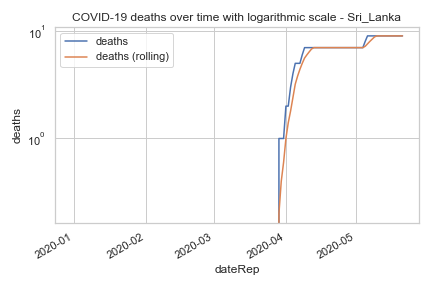 COVID-19 deaths over time with logarithmic scale - Sri_Lanka
10¹
deaths
deaths (rolling)
deaths
10⁰
2020-01
2020-02
2020-03
2020-04
2020-05
dateRep